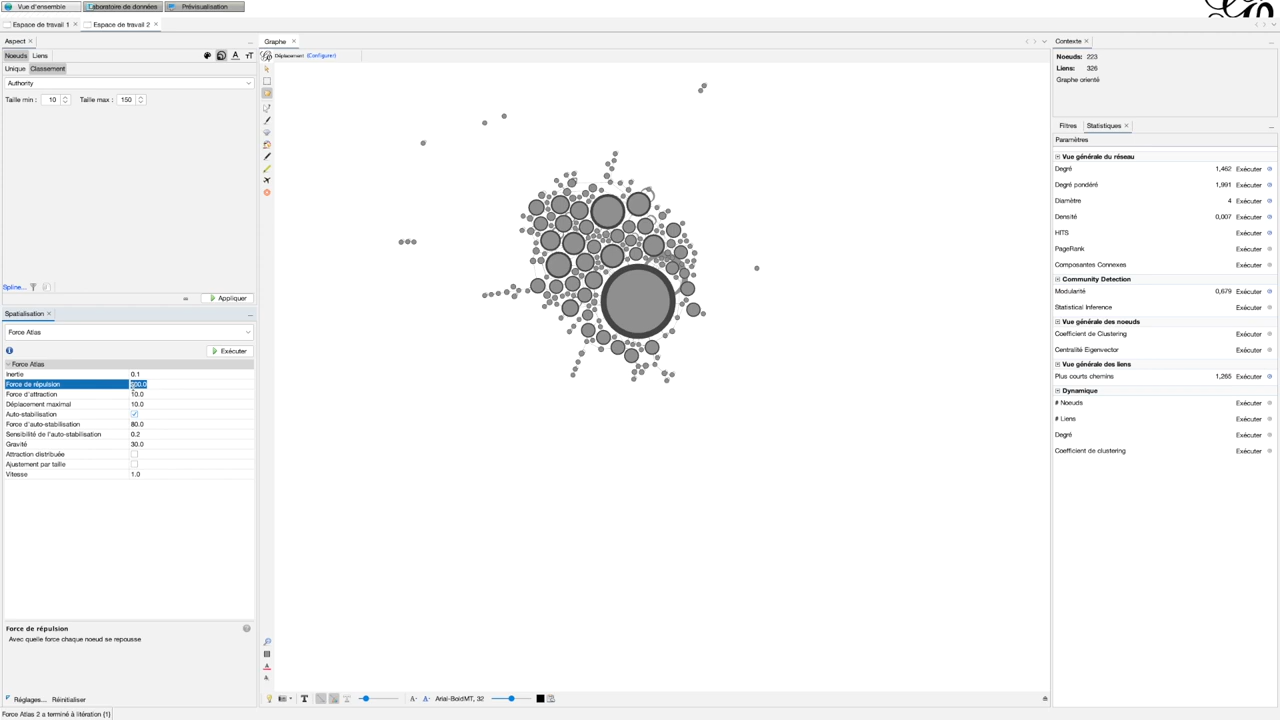 Vue d'ensemble Laboratoire de données Prévisualisation
Espace de travail 1 × Espace de travail 2 ×
Aspect ×
Noeuds Liens
Unique Classement
Authority
Taille min : 10 Taille max : 150
Spline...
Appliquer
Spatialisation ×
Force Atlas
Exécuter
Force Atlas
Inertie 0.1
Force de répulsion
Force d'attraction 10.0
Déplacement maximal 10.0
Auto-stabilisation
Force d'auto-stabilisation 80.0
Sensibilité de l'auto-stabilisation 0.2
Gravité 30.0
Attraction distribuée
Ajustement par taille
Vitesse 1.0
Force de répulsion
Avec quelle force chaque noeud se repousse
Réglages... Réinitialiser
Force Atlas 2 a terminé à litération {1}
Graphe ×
Déplacement (Configurer)
Arial-BoldMT, 32
Contexte ×
Noeuds: 223
Liens: 326
Graphe orienté
Filtres Statistiques ×
Paramètres
Vue générale du réseau
Degré 1,462 Exécuter
Degré pondéré 1,991 Exécuter
Diamètre 4 Exécuter
Densité 0,007 Exécuter
HITS Exécuter
PageRank Exécuter
Composantes Connexes Exécuter
Community Detection
Modularité 0,679 Exécuter
Statistical Inference Exécuter
Vue générale des noeuds
Coefficient de Clustering Exécuter
Centralité Eigenvector Exécuter
Vue générale des liens
Plus courts chemins 1,265 Exécuter
Dynamique
# Noeuds Exécuter
# Liens Exécuter
Degré Exécuter
Coefficient de clustering Exécuter